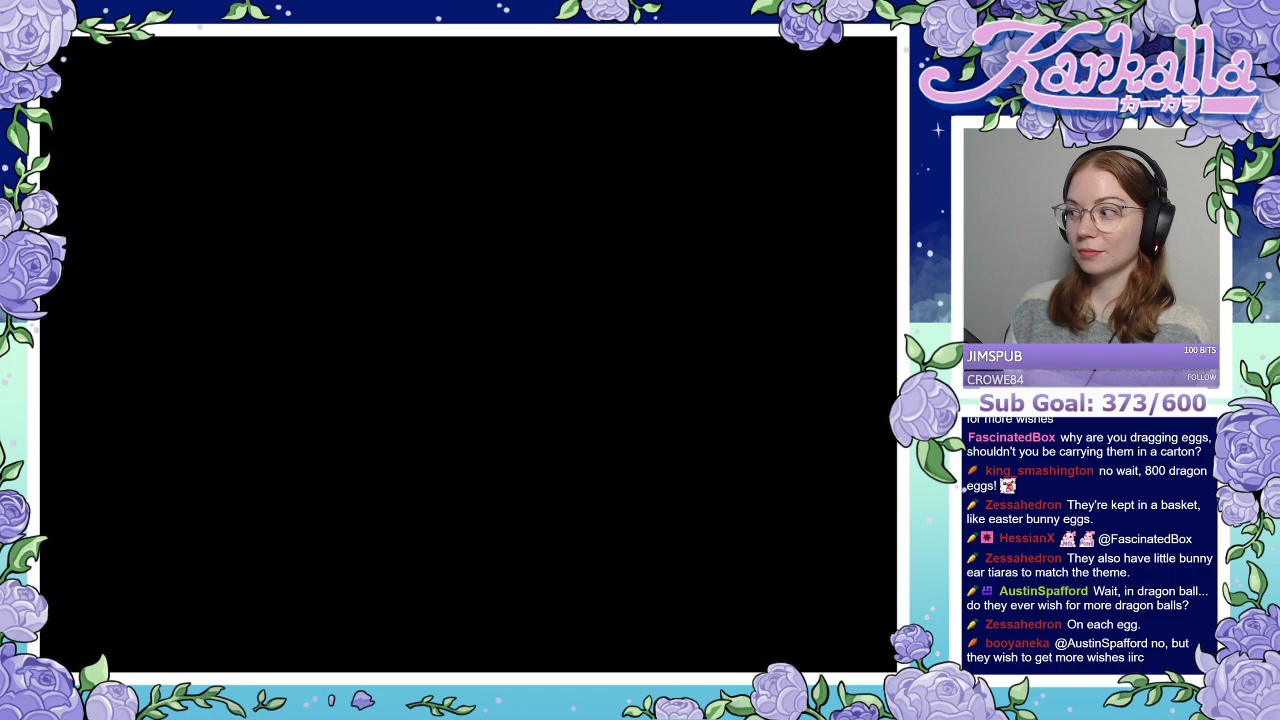 Karkalla
カーカラ
JIMSPUB
100 BITS
CROWE84
FOLLOW
Sub Goal: 373/600
for more wishes
FascinatedBox why are you dragging eggs,
shouldn't you be carrying them in a carton?
king_smashington no wait, 800 dragon
eggs!
Zessahedron They're kept in a basket,
like easter bunny eggs.
HessianX @FascinatedBox
Zessahedron They also have little bunny
ear tiaras to match the theme.
AustinSpafford Wait, in dragon ball...
do they ever wish for more dragon balls?
Zessahedron On each egg.
booyaneka @AustinSpafford no, but
they wish to get more wishes iirc